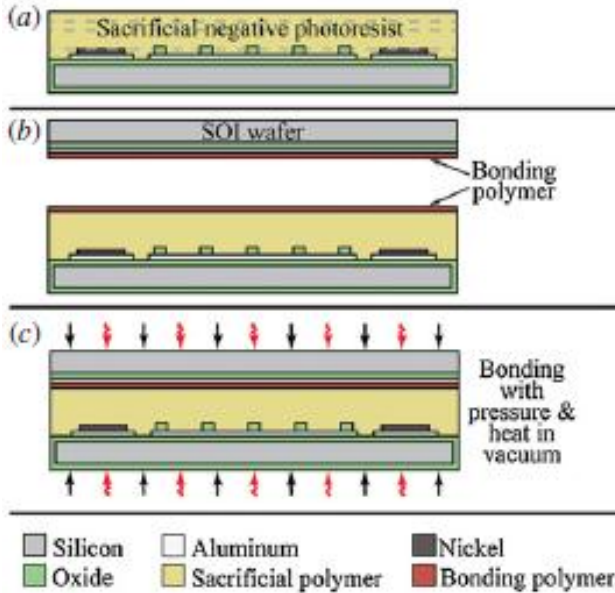 (a)
Sacrificial negative photoresist
(b)
SOI wafer
Bonding
polymer
(c)
Bonding
with
pressure &
heat in
vacuum
Silicon Aluminum Nickel
Oxide Sacrificial polymer Bonding polymer